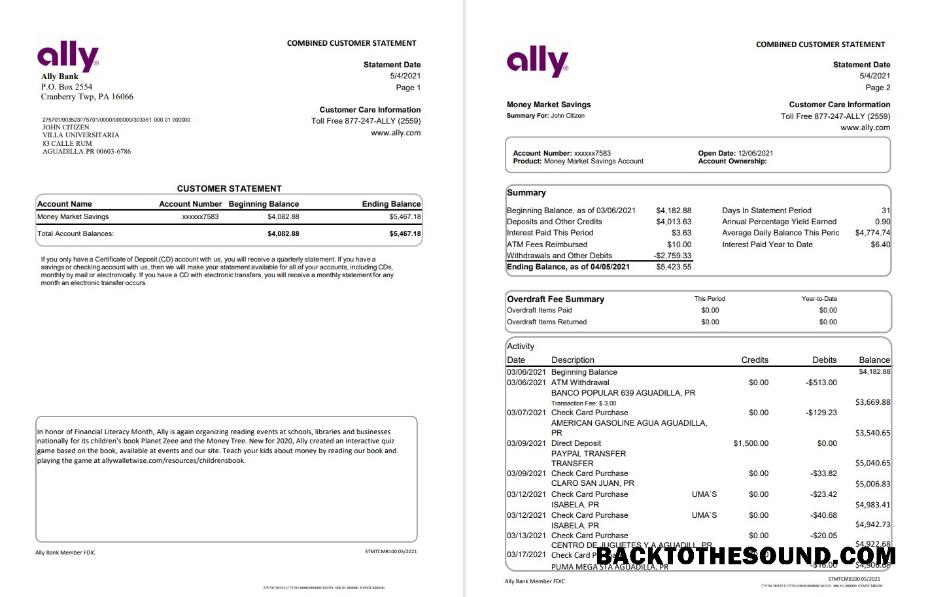 ally
Ally Bank
P.O. Box 2554
Cranberry Twp, PA 16066
COMBINED CUSTOMER STATEMENT
Statement Date
5/4/2021
Page 1
Customer Care Information
Toll Free 877-247-ALLY (2559)
www.ally.com
JOHN CITIZEN
VILLA UNIVERSITARIA
83 CALLE RUM
AGUADILLA PR 00603-6786
CUSTOMER STATEMENT
Account Name Account Number Beginning Balance Ending Balance
Money Market Savings xxxxxx7583 $4,082.88 $5,467.18
Total Account Balances: $4,082.88 $5,467.18
If you only have a Certificate of Deposit (CD) account with us, you will receive a quarterly statement. If you have a
savings or checking account with us, then we will make your statement available for all of your accounts, including CDs,
monthly by mail or electronically. If you have a CD with electronic transfers, you will receive a monthly statement for any
month an electronic transfer occurs.
In honor of Financial Literacy Month, Ally is again organizing reading events at schools, libraries and businesses
nationally for its children's book Planet Zeee and the Money Tree. New for 2020, Ally created an interactive quiz
game based on the book, available at events and our site. Teach your kids about money by reading our book and
playing the game at allywalletwise.com/resources/childrensbook.
Ally Bank Member FDIC
STMTCMB100 05/2021
ally
COMBINED CUSTOMER STATEMENT
Statement Date
5/4/2021
Page 2
Money Market Savings
Summary For: John Citizen
Customer Care Information
Toll Free 877-247-ALLY (2559)
www.ally.com
Account Number: xxxxxx7583 Open Date: 12/06/2021
Product: Money Market Savings Account Account Ownership:
Summary
Beginning Balance, as of 03/06/2021 $4,182.88 Days In Statement Period 31
Deposits and Other Credits $4,013.63 Annual Percentage Yield Earned 0.90
Interest Paid This Period $3.63 Average Daily Balance This Peric $4,774.74
ATM Fees Reimbursed $10.00 Interest Paid Year to Date $6.40
Withdrawals and Other Debits -$2,759.33
Ending Balance, as of 04/05/2021 $5,423.55
Overdraft Fee Summary This Period Year-to-Date
Overdraft Items Paid $0.00 $0.00
Overdraft Items Returned $0.00 $0.00
Activity
Date Description Credits Debits Balance
03/06/2021 Beginning Balance $4,182.88
03/06/2021 ATM Withdrawal $0.00 -$513.00
BANCO POPULAR 639 AGUADILLA, PR
Transaction Fee: $ 3.00 $3,669.88
03/07/2021 Check Card Purchase $0.00 -$129.23
AMERICAN GASOLINE AGUA AGUADILLA,
PR $3,540.65
03/09/2021 Direct Deposit $1,500.00 $0.00
PAYPAL TRANSFER
TRANSFER $5,040.65
03/09/2021 Check Card Purchase $0.00 -$33.82
CLARO SAN JUAN, PR $5,006.83
03/12/2021 Check Card Purchase UMA`S $0.00 -$23.42
ISABELA, PR $4,983.41
03/12/2021 Check Card Purchase UMA`S $0.00 -$40.68
ISABELA, PR $4,942.73
03/13/2021 Check Card Purchase $0.00 -$20.05
CENTRO DE JUGUETES Y A AGUADILL, PR $4,922.68
03/17/2021 Check Card
PUMA MEGA STA AGUADILLA, PR -$16.00
BACKTOTHESOUND.COM
Ally Bank Member FDIC
STMTCMB100 05/2021